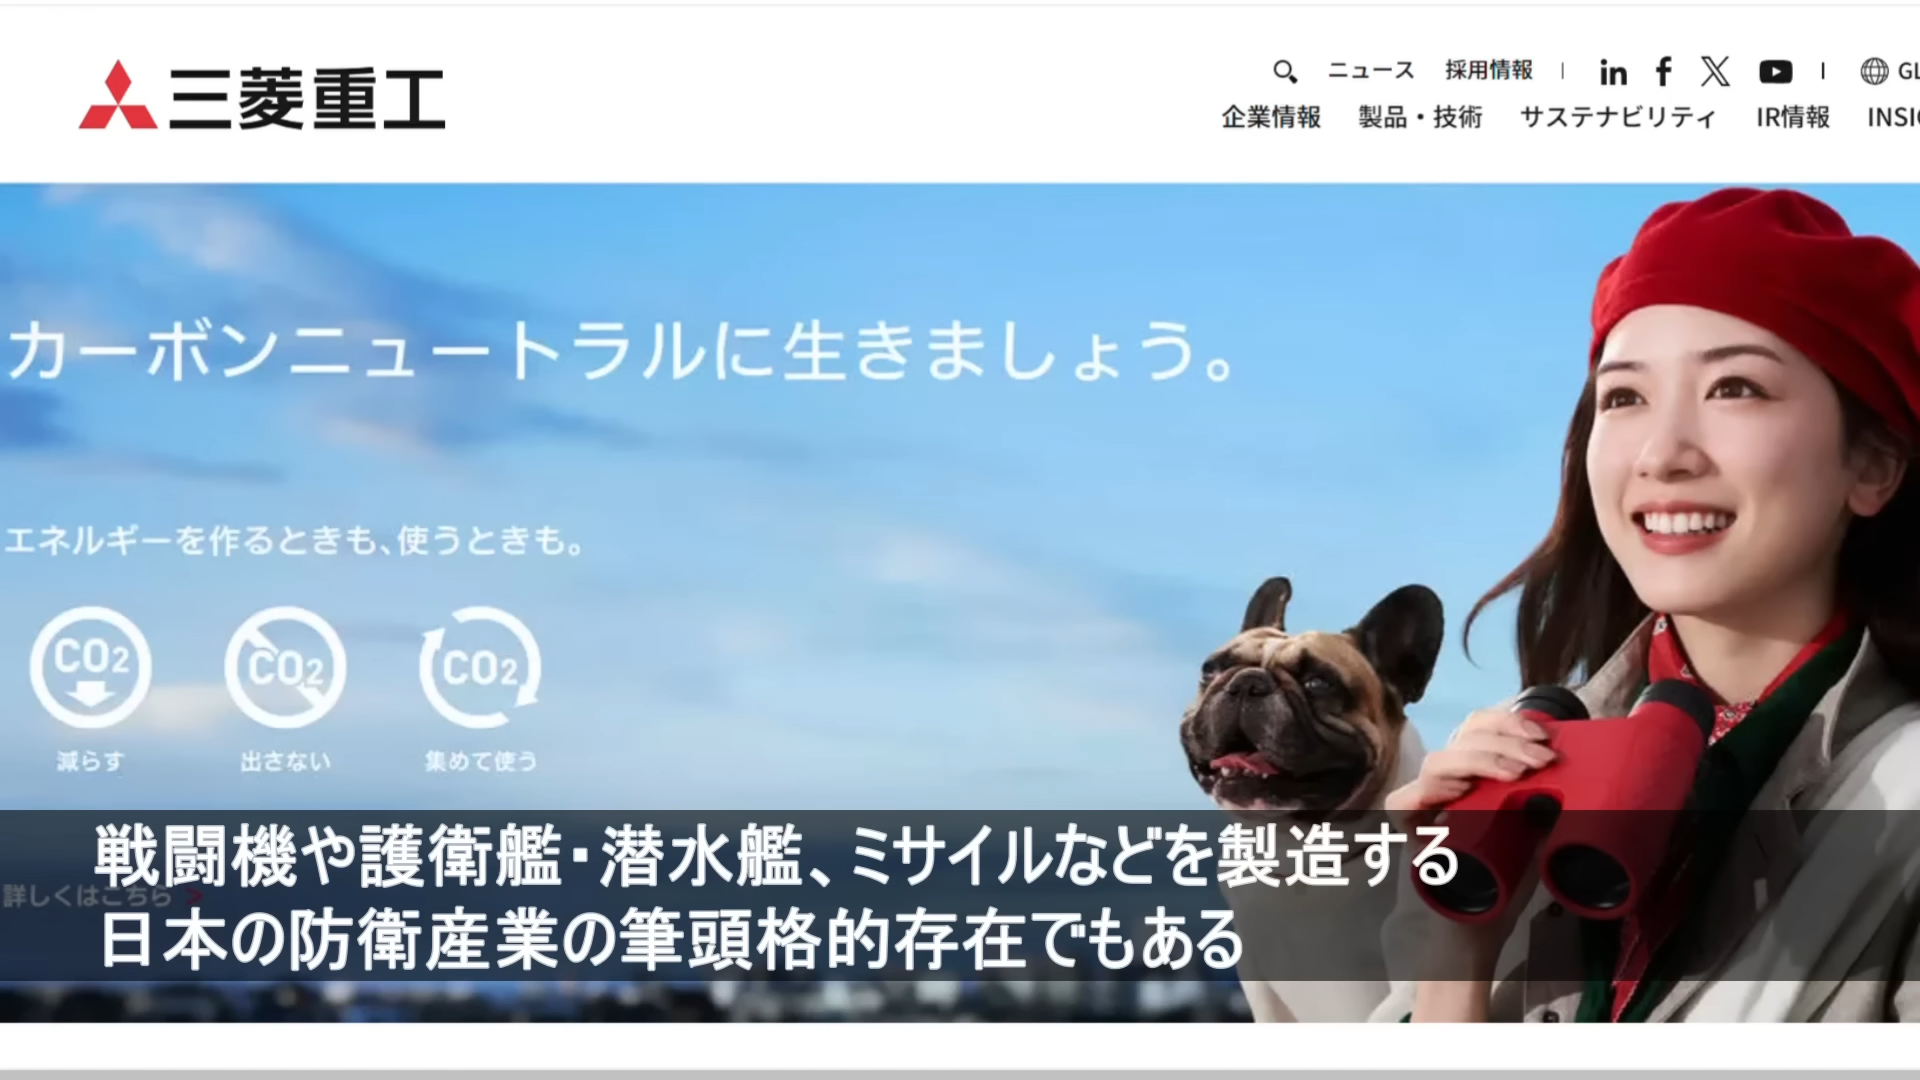 三菱重工
ニュース 採用情報 | in f X | GL
企業情報 製品・技術 サステナビリティ IR情報 INSI
カーボンニュートラルに生きましょう。
エネルギーを作るときも、使うときも。
CO2 CO2 CO2
減らす 出さない 集めて使う
戦闘機や護衛艦・潜水艦、ミサイルなどを製造する
詳しくはこちら
日本の防衛産業の筆頭格的存在でもある